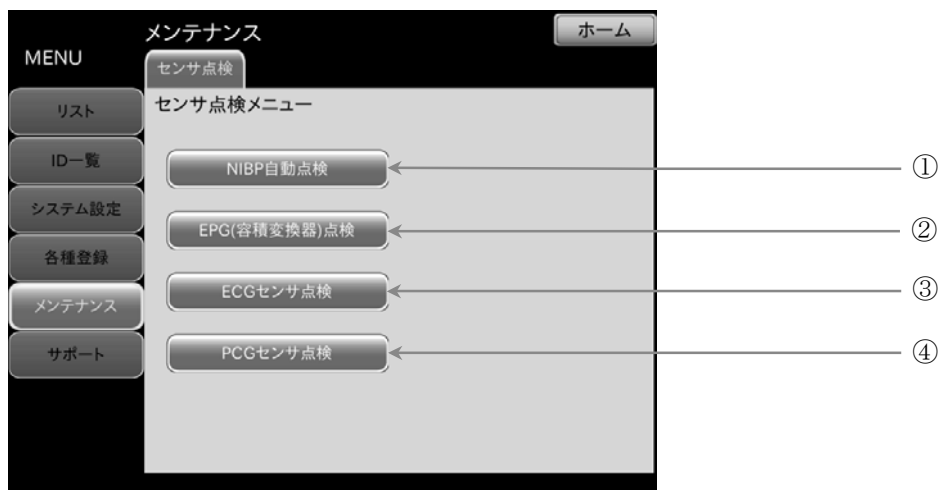 メンテナンス
ホーム
MENU
センサ点検
センサ点検メニュー
リスト
ID一覧
システム設定
各種登録
メンテナンス
サポート
NIBP自動点検
①
EPG(容積変換器)点検
②
ECGセンサ点検
③
PCGセンサ点検
④